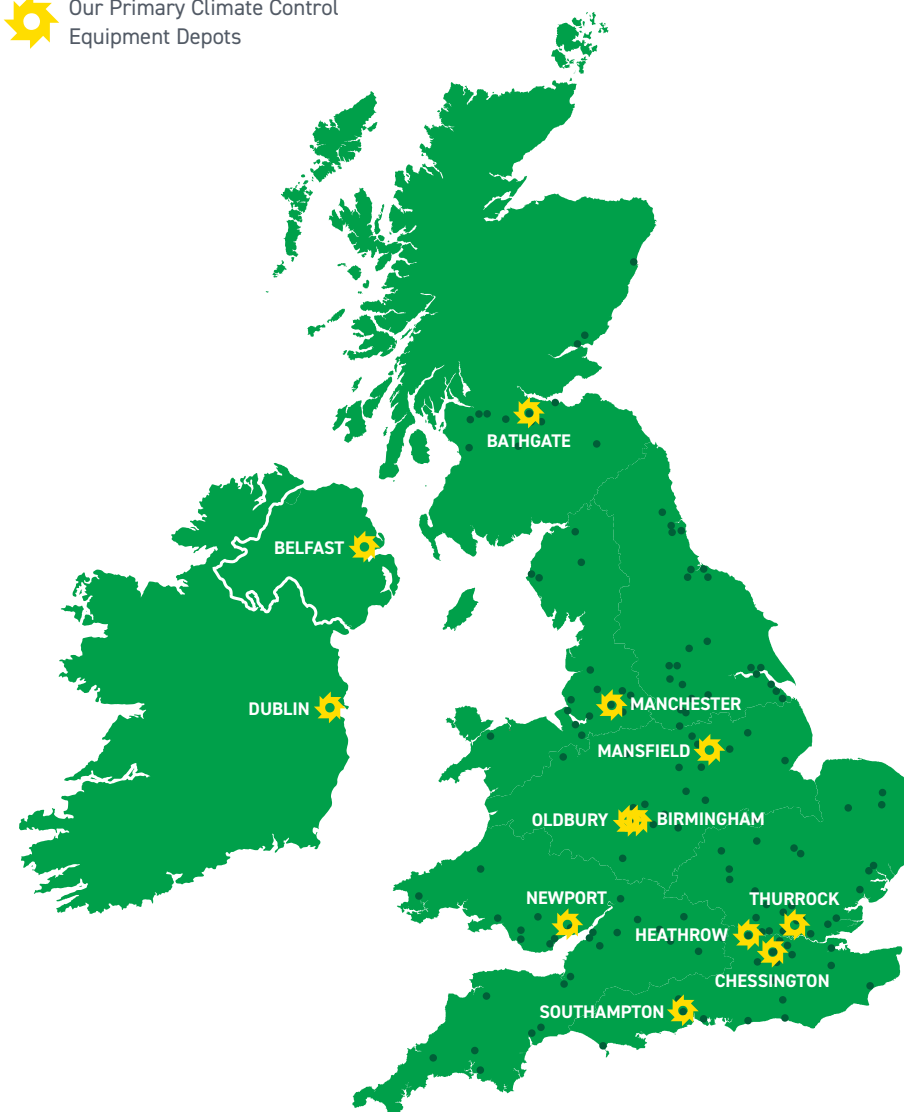 Our Primary Climate Control
Equipment Depots
BATHGATE
BELFAST
DUBLIN
MANCHESTER
MANSFIELD
OLDBURY
BIRMINGHAM
NEWPORT
THURROCK
HEATHROW
CHESSINGTON
SOUTHAMPTON